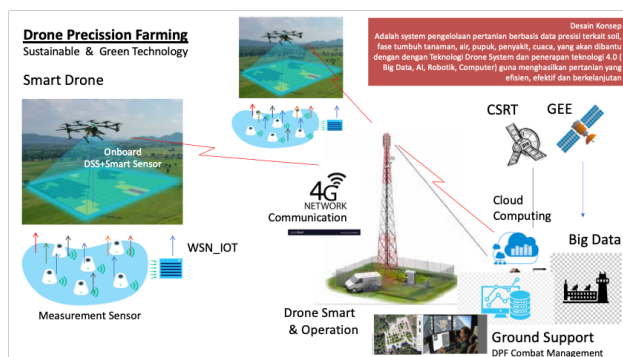 Drone Precission Farming
Sustainable & Green Technology
Smart Drone
Onboard
DSS+Smart Sensor
WSN_IOT
Measurement Sensor
4G
NETWORK
Communication
Drone Smart
& Operation
Desain Konsep
Adalah system pengelolaan pertanian berbasis data presisi terkait soil,
fase tumbuh tanaman, air, pupuk, penyakit, cuaca, yang akan dibantu
dengan dengan Teknologi Drone System dan penerapan teknologi 4.0 (
Big Data, AI, Robotik, Computer) guna menghasilkan pertanian yang
efisien, efektif dan berkelanjutan
CSRT
GEE
Cloud
Computing
Big Data
Ground Support
DPF Combat Management